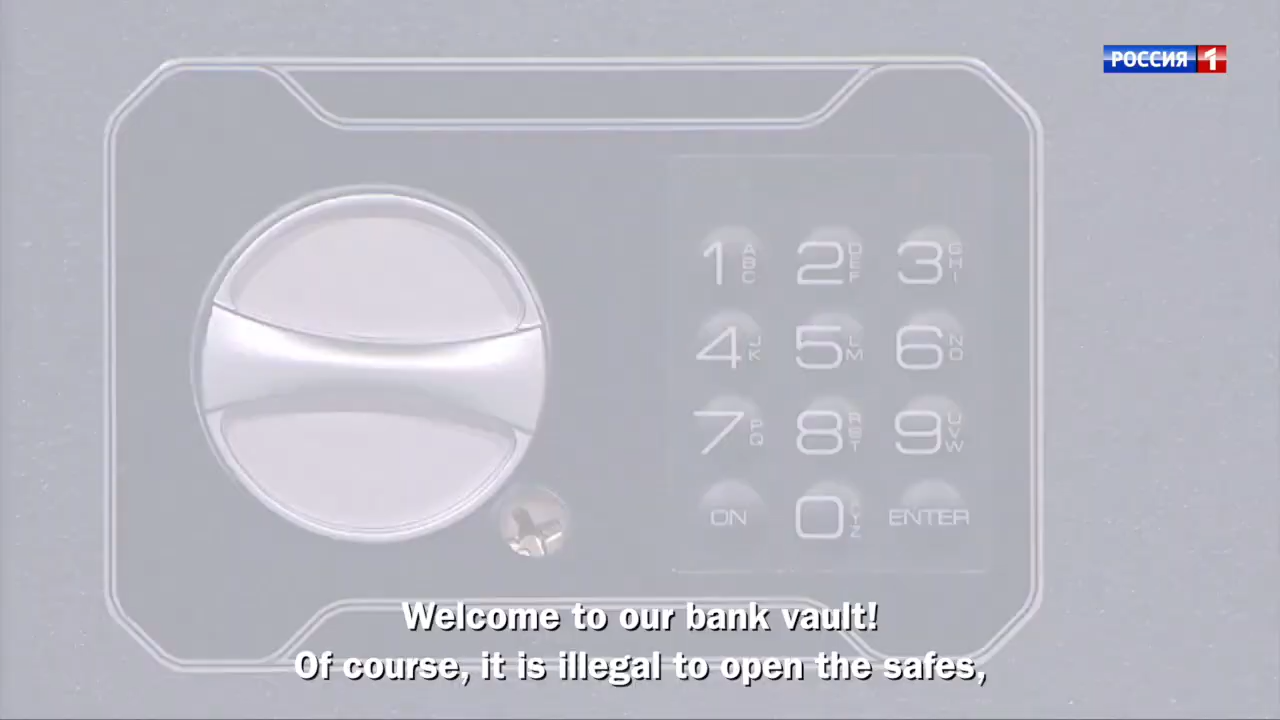 РОССИЯ 1
1 ABC 2 DEF 3 GHI
4 JK 5 LM 6 NO
7 PQ 8 RST 9 UVW
ON 0 XYZ ENTER
Welcome to our bank vault!
Of course, it is illegal to open the safes,